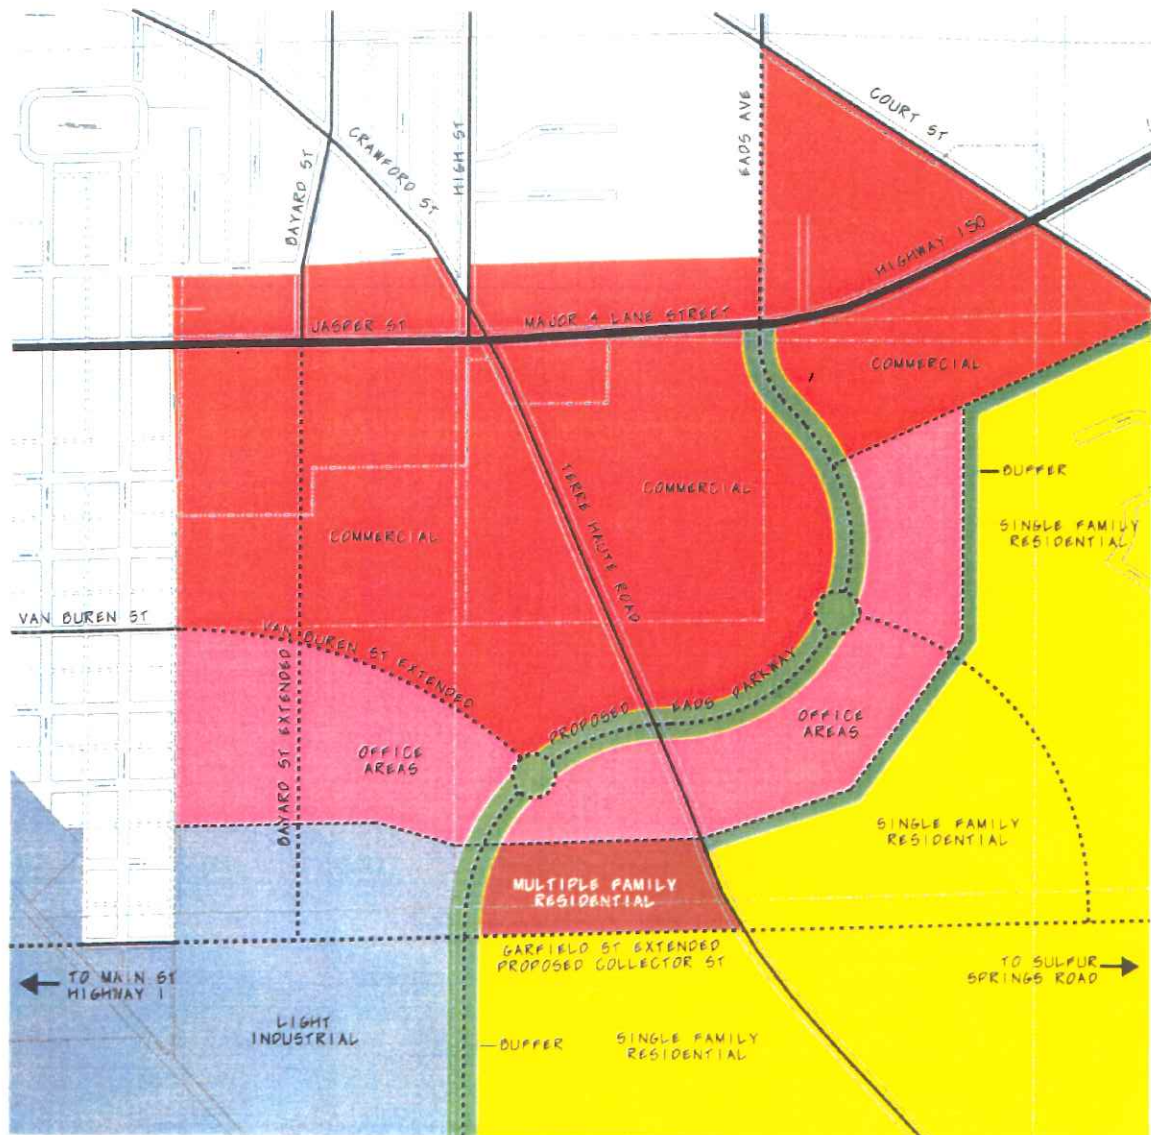 COURT ST
CRAWFORD ST
HIGH ST
EADS AVE
BAYARD ST
HIGHWAY 150
JASPER ST
MAJOR 4 LANE STREET
COMMERCIAL
BUFFER
TERRE HAUTE ROAD
COMMERCIAL
COMMERCIAL
SINGLE FAMILY
RESIDENTIAL
VAN BUREN ST
VAN BUREN ST EXTENDED
BAYARD ST EXTENDED
PROPOSED EADS PARKWAY
OFFICE
AREAS
OFFICE
AREAS
SINGLE FAMILY
RESIDENTIAL
MULTIPLE FAMILY
RESIDENTIAL
GARFIELD ST EXTENDED
PROPOSED COLLECTOR ST
TO MAIN ST
HIGHWAY 1
TO SULFUR
SPRINGS ROAD
LIGHT
INDUSTRIAL
BUFFER
SINGLE FAMILY
RESIDENTIAL